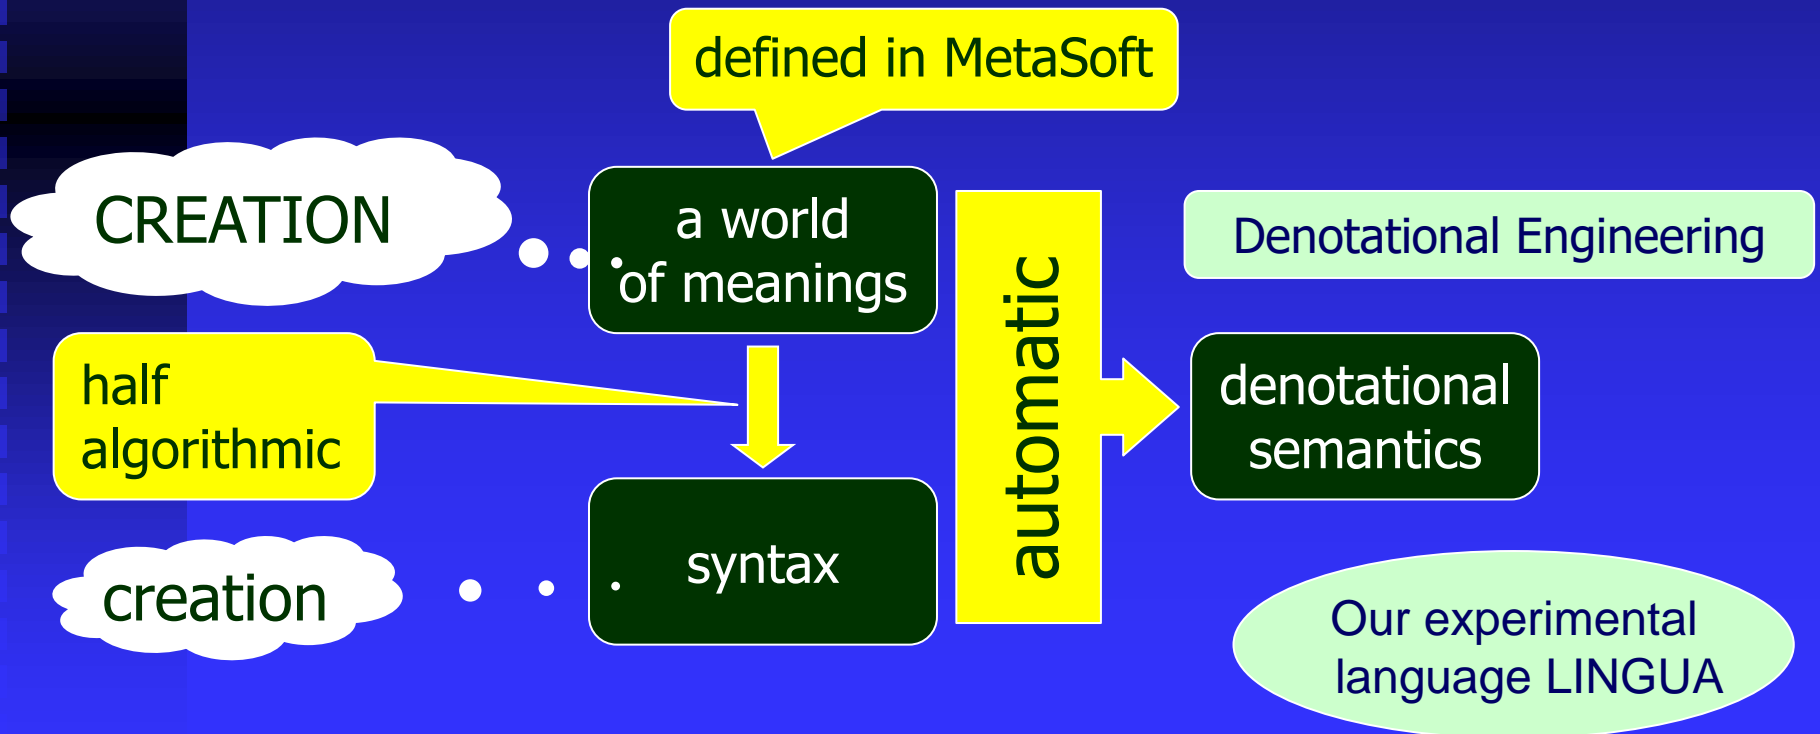 defined in MetaSoft
CREATION
a world
of meanings
automatic
Denotational Engineering
half
algorithmic
denotational
semantics
creation
syntax
Our experimental
language LINGUA